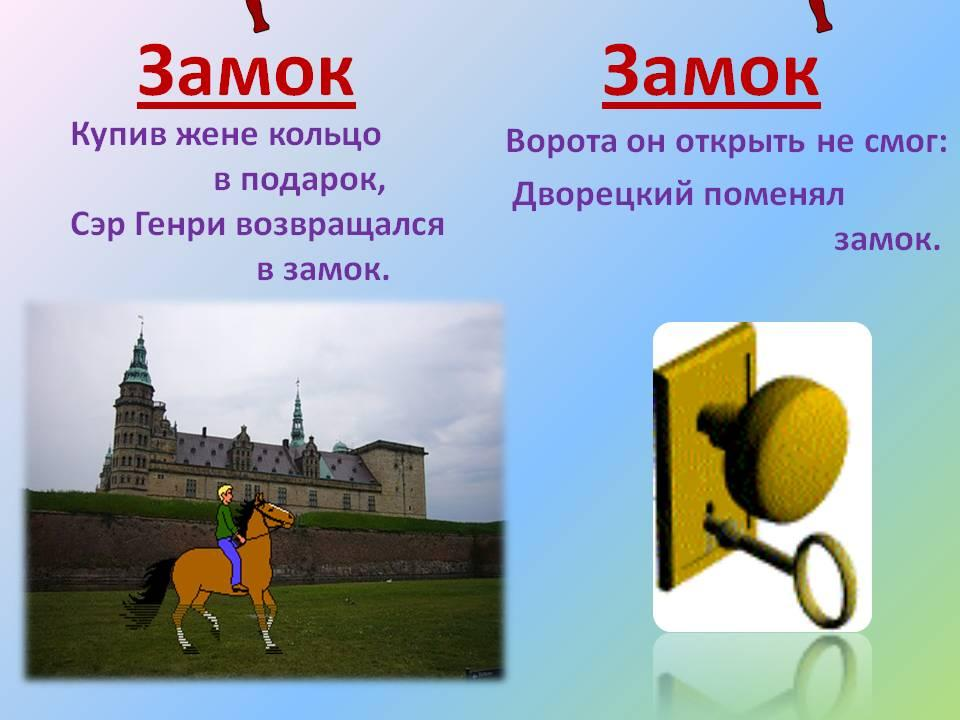 Замок
Купив жене кольцо
в подарок,
Сэр Генри возвращался
в замок.
Замок
Ворота он открыть не смог:
Дворецкий поменял
замок.